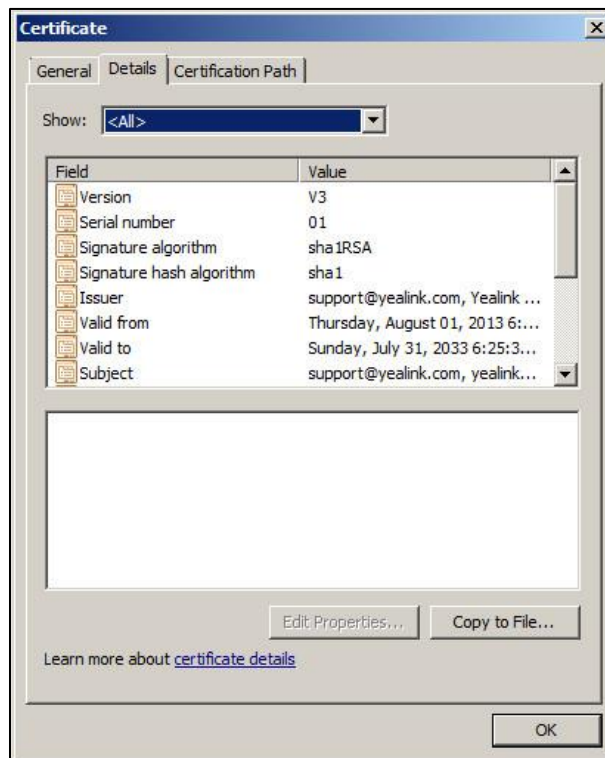 Certificate
General Details Certification Path
Show: <All>
Field Value
Version V3
Serial number 01
Signature algorithm sha1RSA
Signature hash algorithm sha1
Issuer support@yealink.com, Yealink ...
Valid from Thursday, August 01, 2013 6:...
Valid to Sunday, July 31, 2033 6:25:3...
Subject support@yealink.com, yealink...
Edit Properties... Copy to File...
Learn more about certificate details
OK